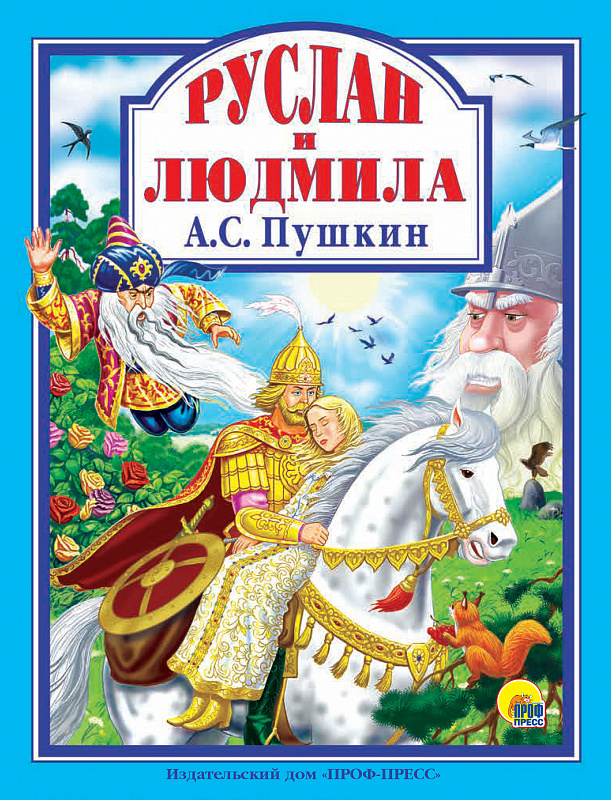 РУСЛАН
и
ЛЮДМИЛА
А.С. Пушкин
ПРОФ
ПРЕСС
Издательский дом «ПРОФ-ПРЕСС»